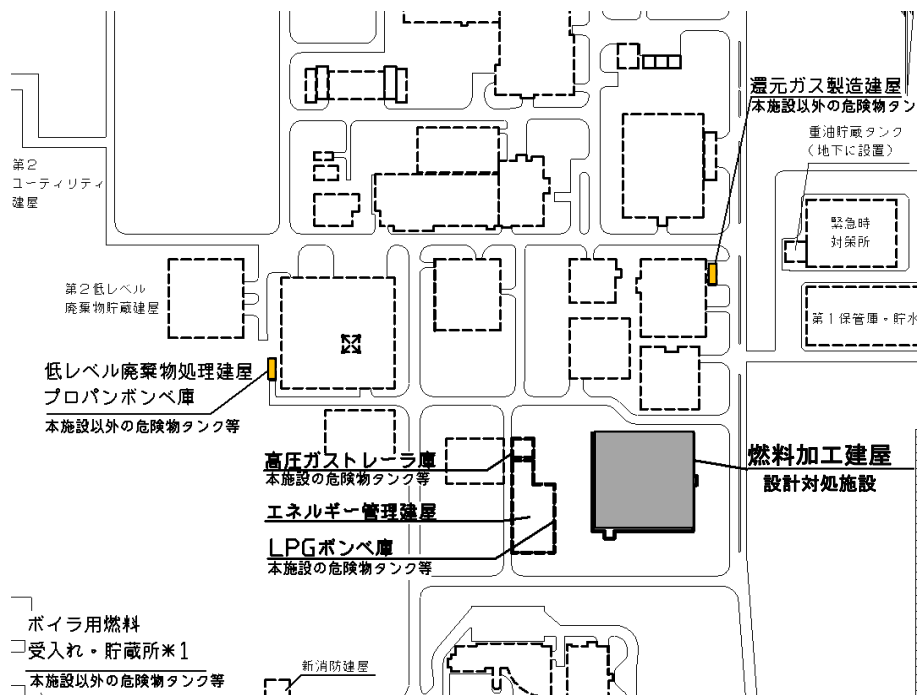 還元ガス製造建屋
本施設以外の危険物タン
重油貯蔵タンク
（地下に設置）
第2
ユーティリティ
建屋
緊急時
対策所
第2低レベル
廃棄物貯蔵建屋
第1保管庫・貯水
低レベル廃棄物処理建屋
プロパンボンベ庫
本施設以外の危険物タンク等
高圧ガストレーラ庫
本施設の危険物タンク等
燃料加工建屋
設計対処施設
エネルギー管理建屋
LPGボンベ庫
本施設の危険物タンク等
ボイラ用燃料
受入れ・貯蔵所※1
本施設以外の危険物タンク等
新消防建屋